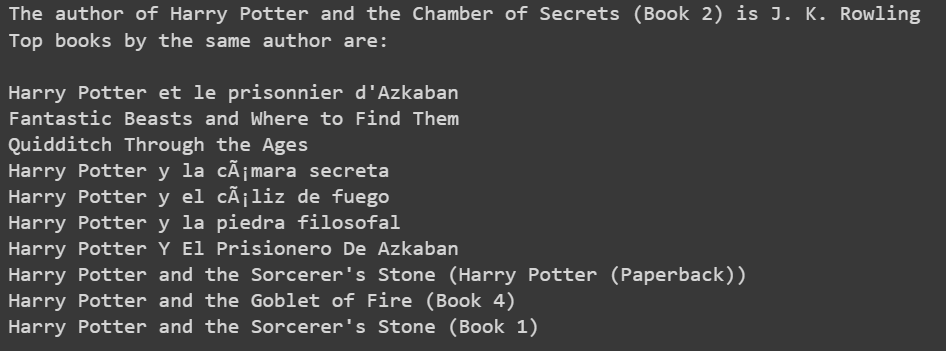 The author of Harry Potter and the Chamber of Secrets (Book 2) is J. K. Rowling
Top books by the same author are:
Harry Potter et le prisonnier d'Azkaban
Fantastic Beasts and Where to Find Them
Quidditch Through the Ages
Harry Potter y la cÃ¡mara secreta
Harry Potter y el cÃ¡liz de fuego
Harry Potter y la piedra filosofal
Harry Potter Y El Prisionero De Azkaban
Harry Potter and the Sorcerer's Stone (Harry Potter (Paperback))
Harry Potter and the Goblet of Fire (Book 4)
Harry Potter and the Sorcerer's Stone (Book 1)